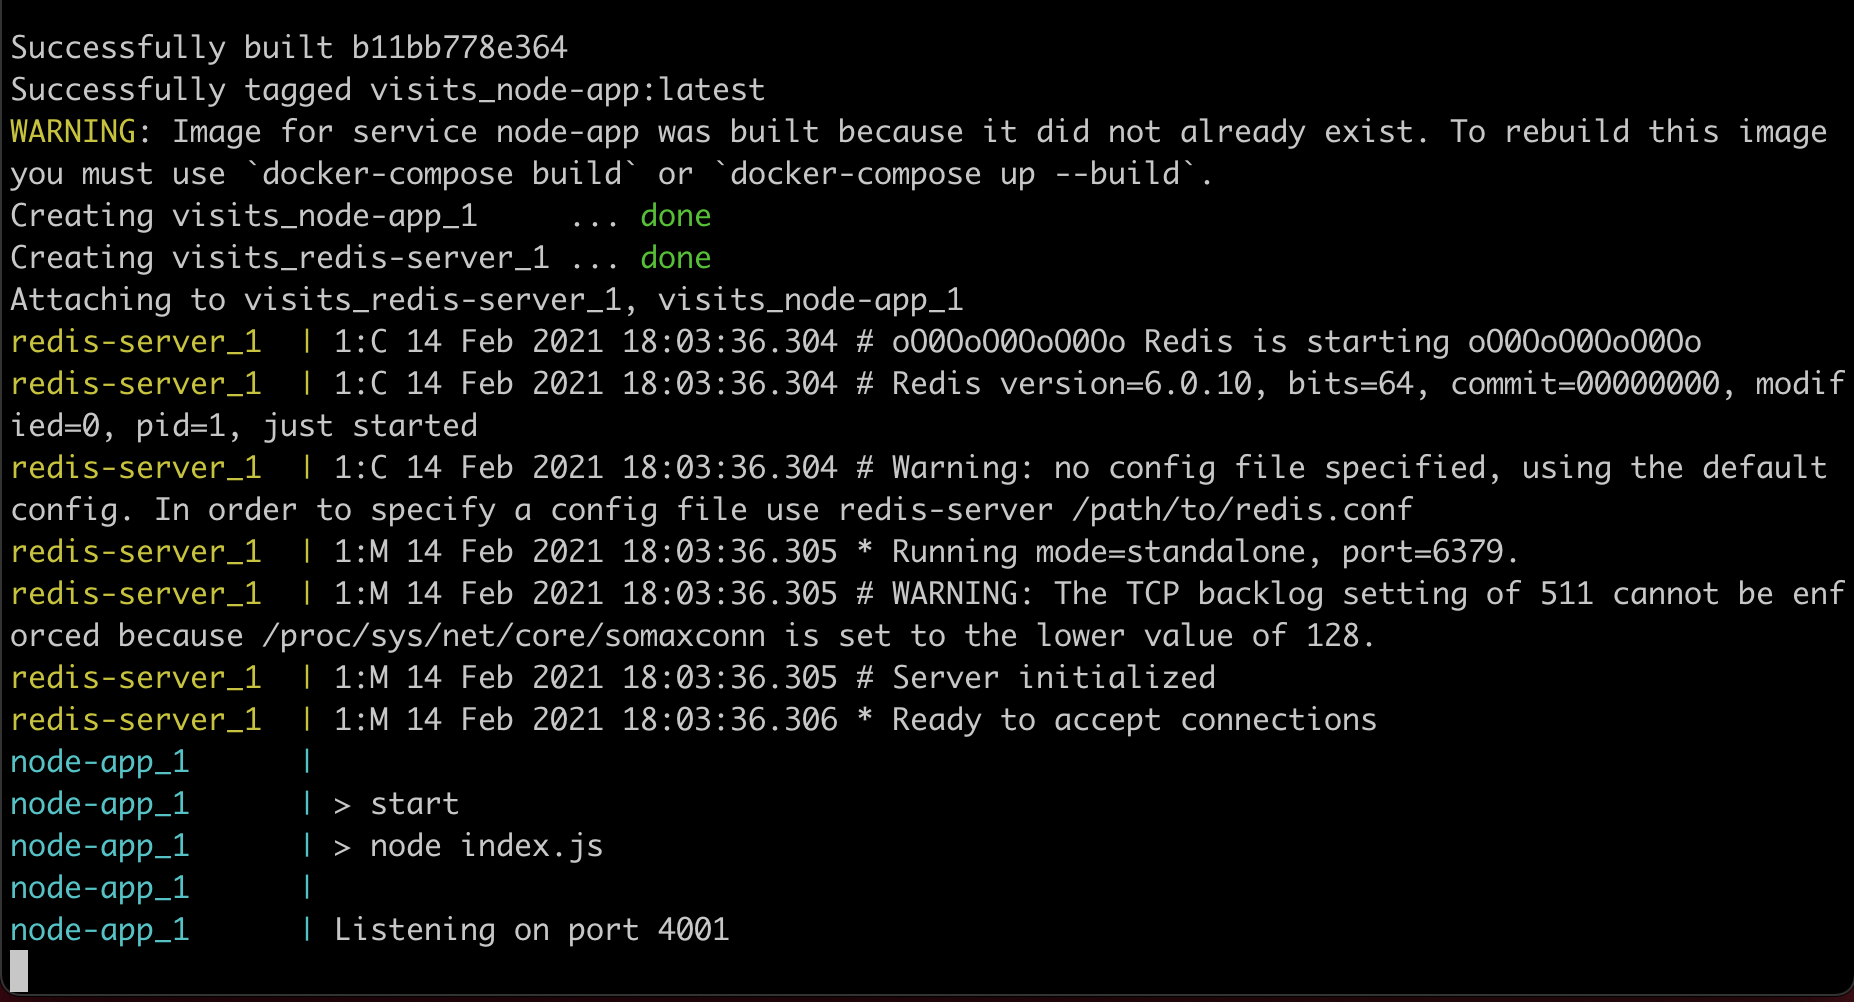 Successfully built b11bb778e364
Successfully tagged visits_node-app:latest
WARNING: Image for service node-app was built because it did not already exist. To rebuild this image
you must use `docker-compose build` or `docker-compose up --build`.
Creating visits_node-app_1     ... done
Creating visits_redis-server_1 ... done
Attaching to visits_redis-server_1, visits_node-app_1
redis-server_1  | 1:C 14 Feb 2021 18:03:36.304 # oO0OoO0OoO0Oo Redis is starting oO0OoO0OoO0Oo
redis-server_1  | 1:C 14 Feb 2021 18:03:36.304 # Redis version=6.0.10, bits=64, commit=00000000, modif
ied=0, pid=1, just started
redis-server_1  | 1:C 14 Feb 2021 18:03:36.304 # Warning: no config file specified, using the default
config. In order to specify a config file use redis-server /path/to/redis.conf
redis-server_1  | 1:M 14 Feb 2021 18:03:36.305 * Running mode=standalone, port=6379.
redis-server_1  | 1:M 14 Feb 2021 18:03:36.305 # WARNING: The TCP backlog setting of 511 cannot be enf
orced because /proc/sys/net/core/somaxconn is set to the lower value of 128.
redis-server_1  | 1:M 14 Feb 2021 18:03:36.305 # Server initialized
redis-server_1  | 1:M 14 Feb 2021 18:03:36.306 * Ready to accept connections
node-app_1      |
node-app_1      | > start
node-app_1      | > node index.js
node-app_1      |
node-app_1      | Listening on port 4001